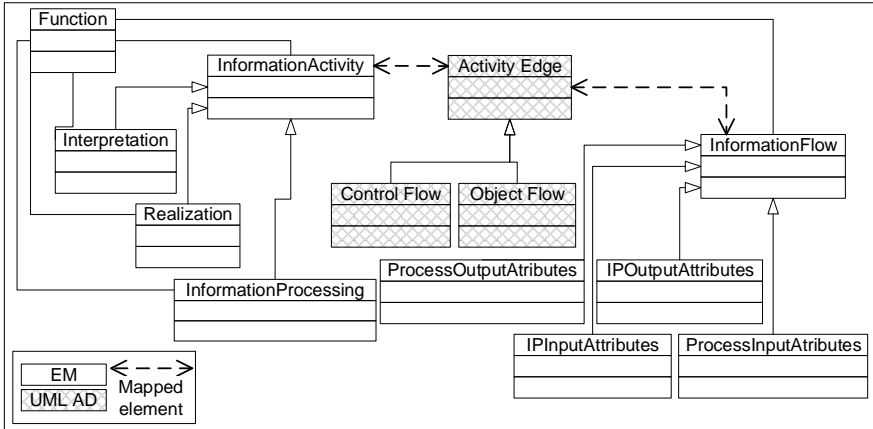 Function
InformationActivity
Activity Edge
Interpretation
InformationFlow
Control Flow
Object Flow
Realization
ProcessOutputAtributes
IPOutputAttributes
InformationProcessing
IPInputAttributes
ProcessInputAtributes
EM
UML AD
Mapped
element